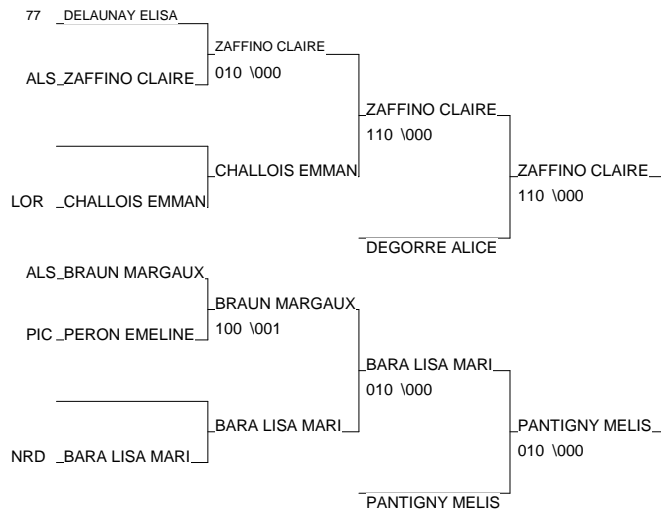 77 DELAUNAY ELISA
ZAFFINO CLAIRE
010 \000
ALS ZAFFINO CLAIRE
ZAFFINO CLAIRE
110 \000
CHALLOIS EMMAN
ZAFFINO CLAIRE
110 \000
LOR CHALLOIS EMMAN
DEGORRE ALICE
ALS BRAUN MARGAUX
BRAUN MARGAUX
100 \001
PIC PERON EMELINE
BARA LISA MARI
010 \000
BARA LISA MARI
PANTIGNY MELIS
010 \000
NRD BARA LISA MARI
PANTIGNY MELIS